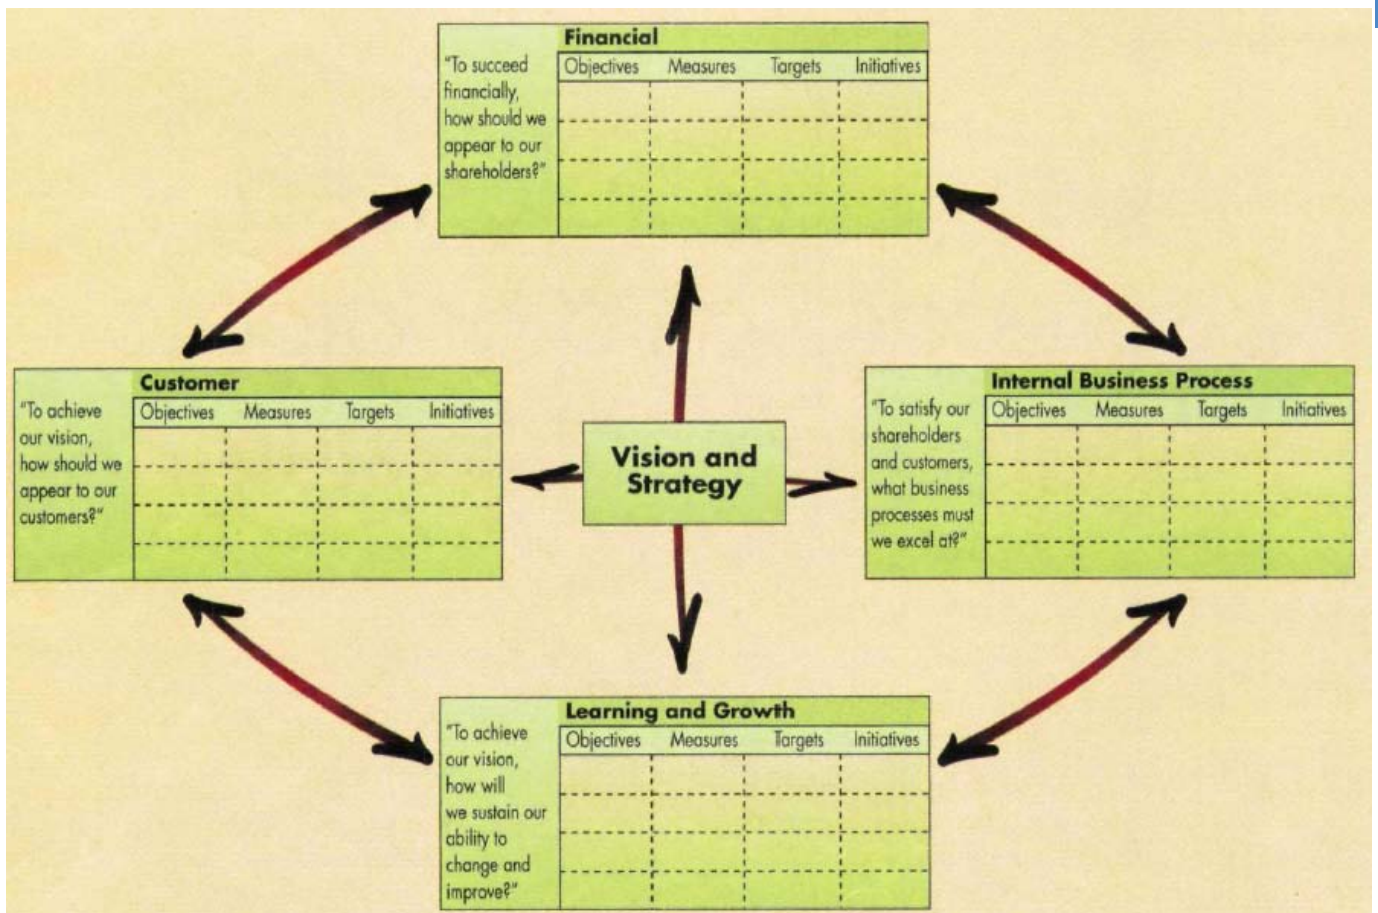 Financial
"To succeed
financially,
how should we
appear to our
shareholders?"
Objectives Measures Targets Initiatives
Customer
"To achieve
our vision,
how should we
appear to our
customers?"
Objectives Measures Targets Initiatives
Vision and
Strategy
Internal Business Process
"To satisfy our
shareholders
and customers,
what business
processes must
we excel at?"
Objectives Measures Targets Initiatives
Learning and Growth
"To achieve
our vision,
how will
we sustain our
ability to
change and
improve?"
Objectives Measures Targets Initiatives